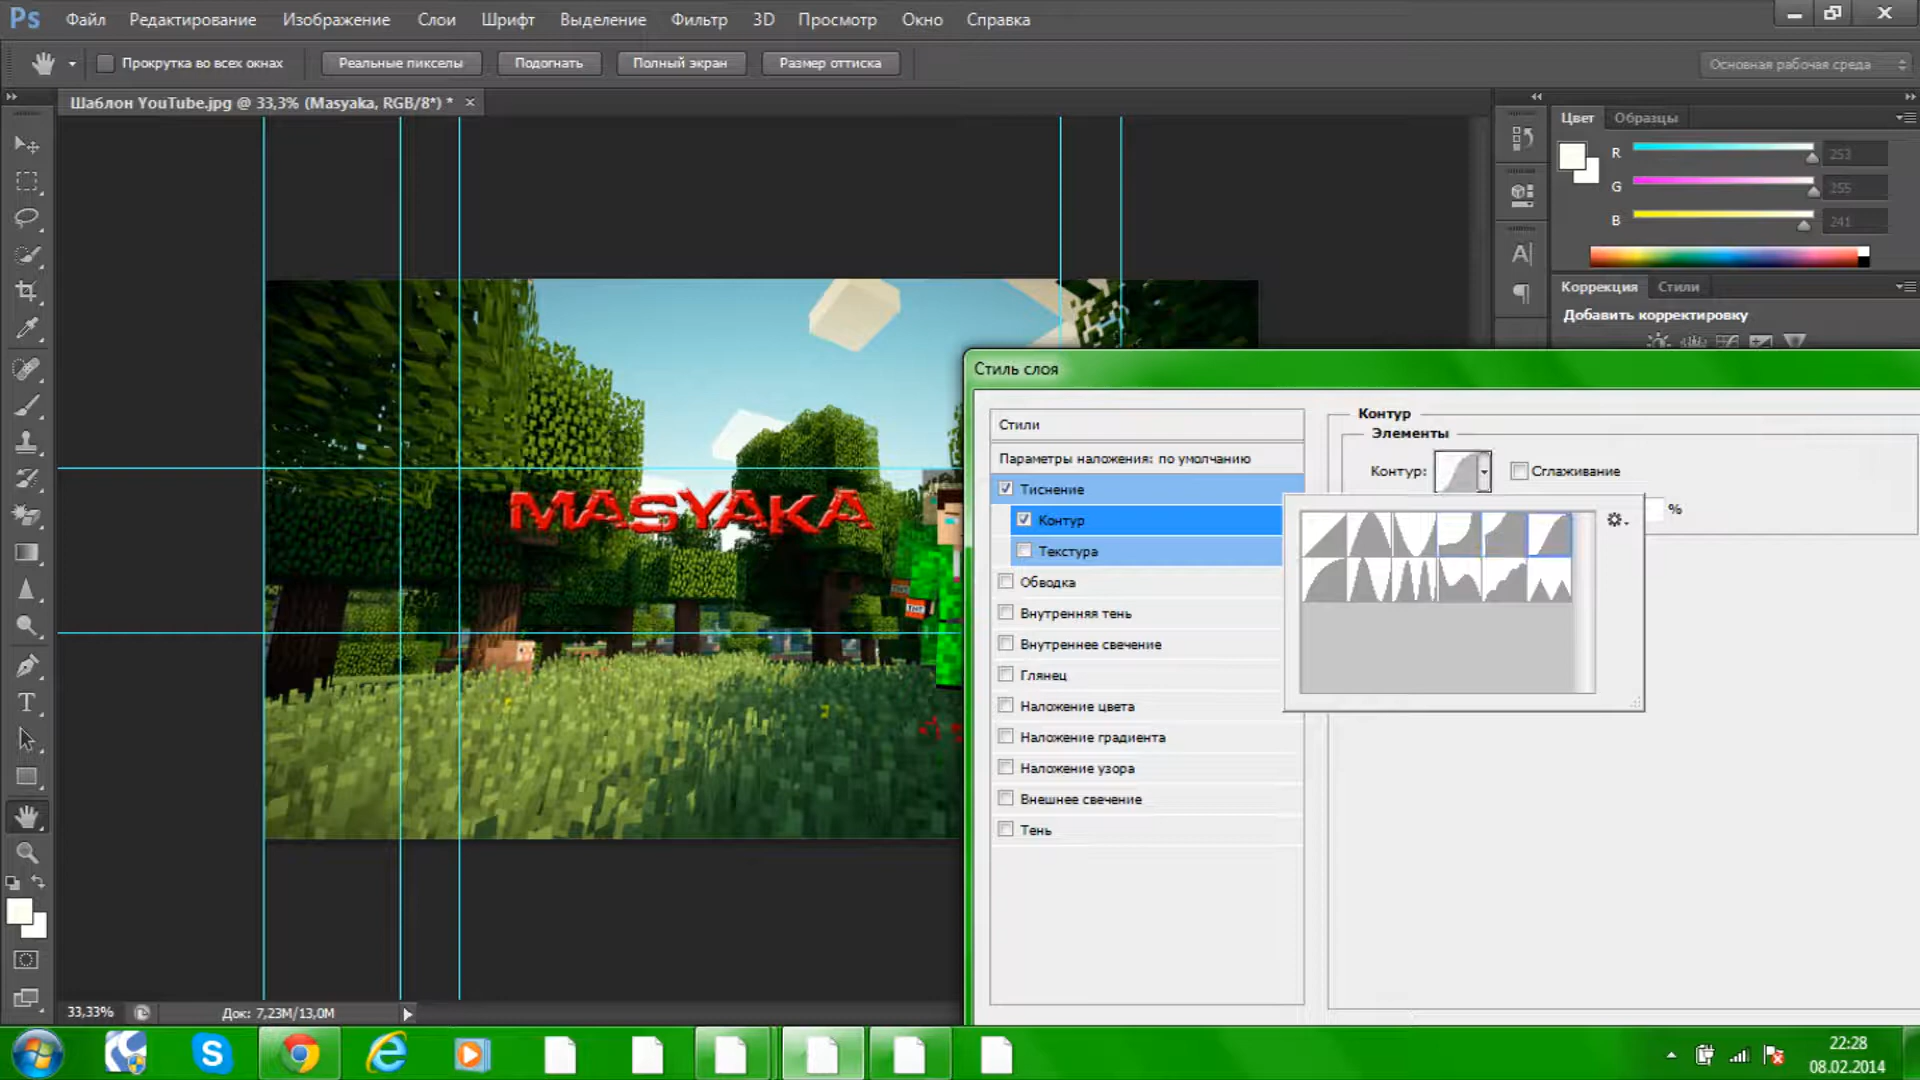 Ps Файл Редактирование Изображение Слои Шрифт Выделение Фильтр 3D Просмотр Окно Справка
Прокрутка во всех окнах Реальные пикселы Подогнать Полный экран Размер оттиска Основная рабочая среда
Шаблон YouTube.jpg @ 33,3% (Masyaka, RGB/8*) * ×
Цвет Образцы
R 253
G 255
B 241
Коррекция Стили
Добавить корректировку
Стиль слоя
Стили
Параметры наложения: по умолчанию
Тиснение
Контур
Текстура
Обводка
Внутренняя тень
Внутреннее свечение
Глянец
Наложение цвета
Наложение градиента
Наложение узора
Внешнее свечение
Тень
Контур
Элементы
Контур: Сглаживание
%
MASYAKA
TNT
33,33% Док: 7,23M/13,0M
22:28
08.02.2014